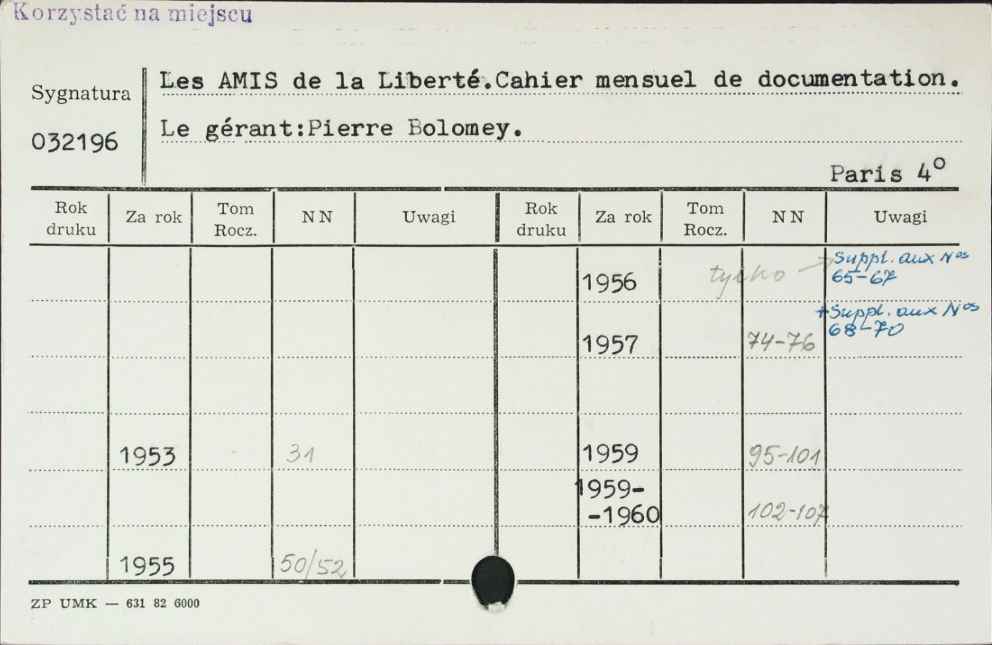 Korzystać na miejscu
Sygnatura
032196
Les AMIS de la Liberté.Cahier mensuel de documentation.
Le gérant:Pierre Bolomey.
Paris 4º
Rok druku Za rok Tom Rocz. NN Uwagi Rok druku Za rok Tom Rocz. NN Uwagi
1956 tylko Suppl. aux Nos
65-67
1957 74-76 +Suppl. aux Nos
68-70
1953 31 1959 95-101
1959-
-1960 102-107
1955 50/52
ZP UMK — 631 82 6000